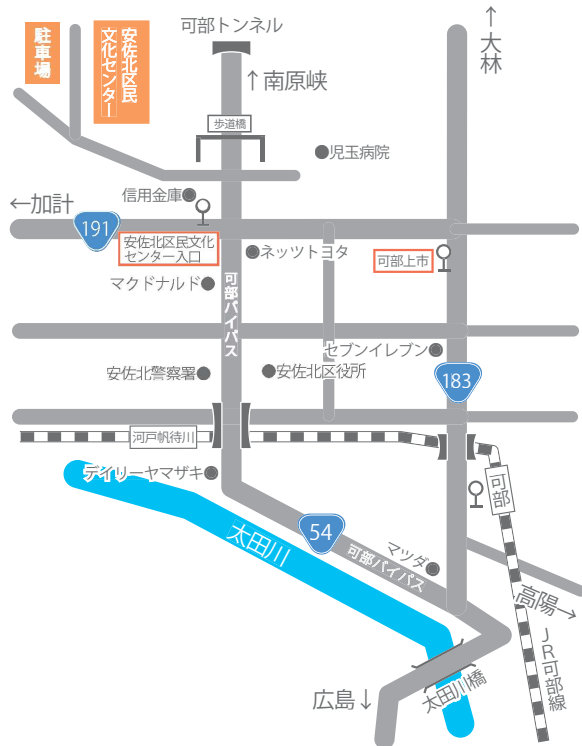 可部トンネル
↑大林
駐車場
安佐北区民
文化センター
↑南原峡
歩道橋
児玉病院
信用金庫
←加計
191
安佐北区民文化
センター入口
ネッツトヨタ
可部上市
マクドナルド
可部バイパス
セブンイレブン
安佐北警察署
安佐北区役所
183
河戸帆待川
デイリーヤマザキ
可部
太田川
54
マツダ
可部バイパス
高陽→
JR可部線
太田川橋
広島↓